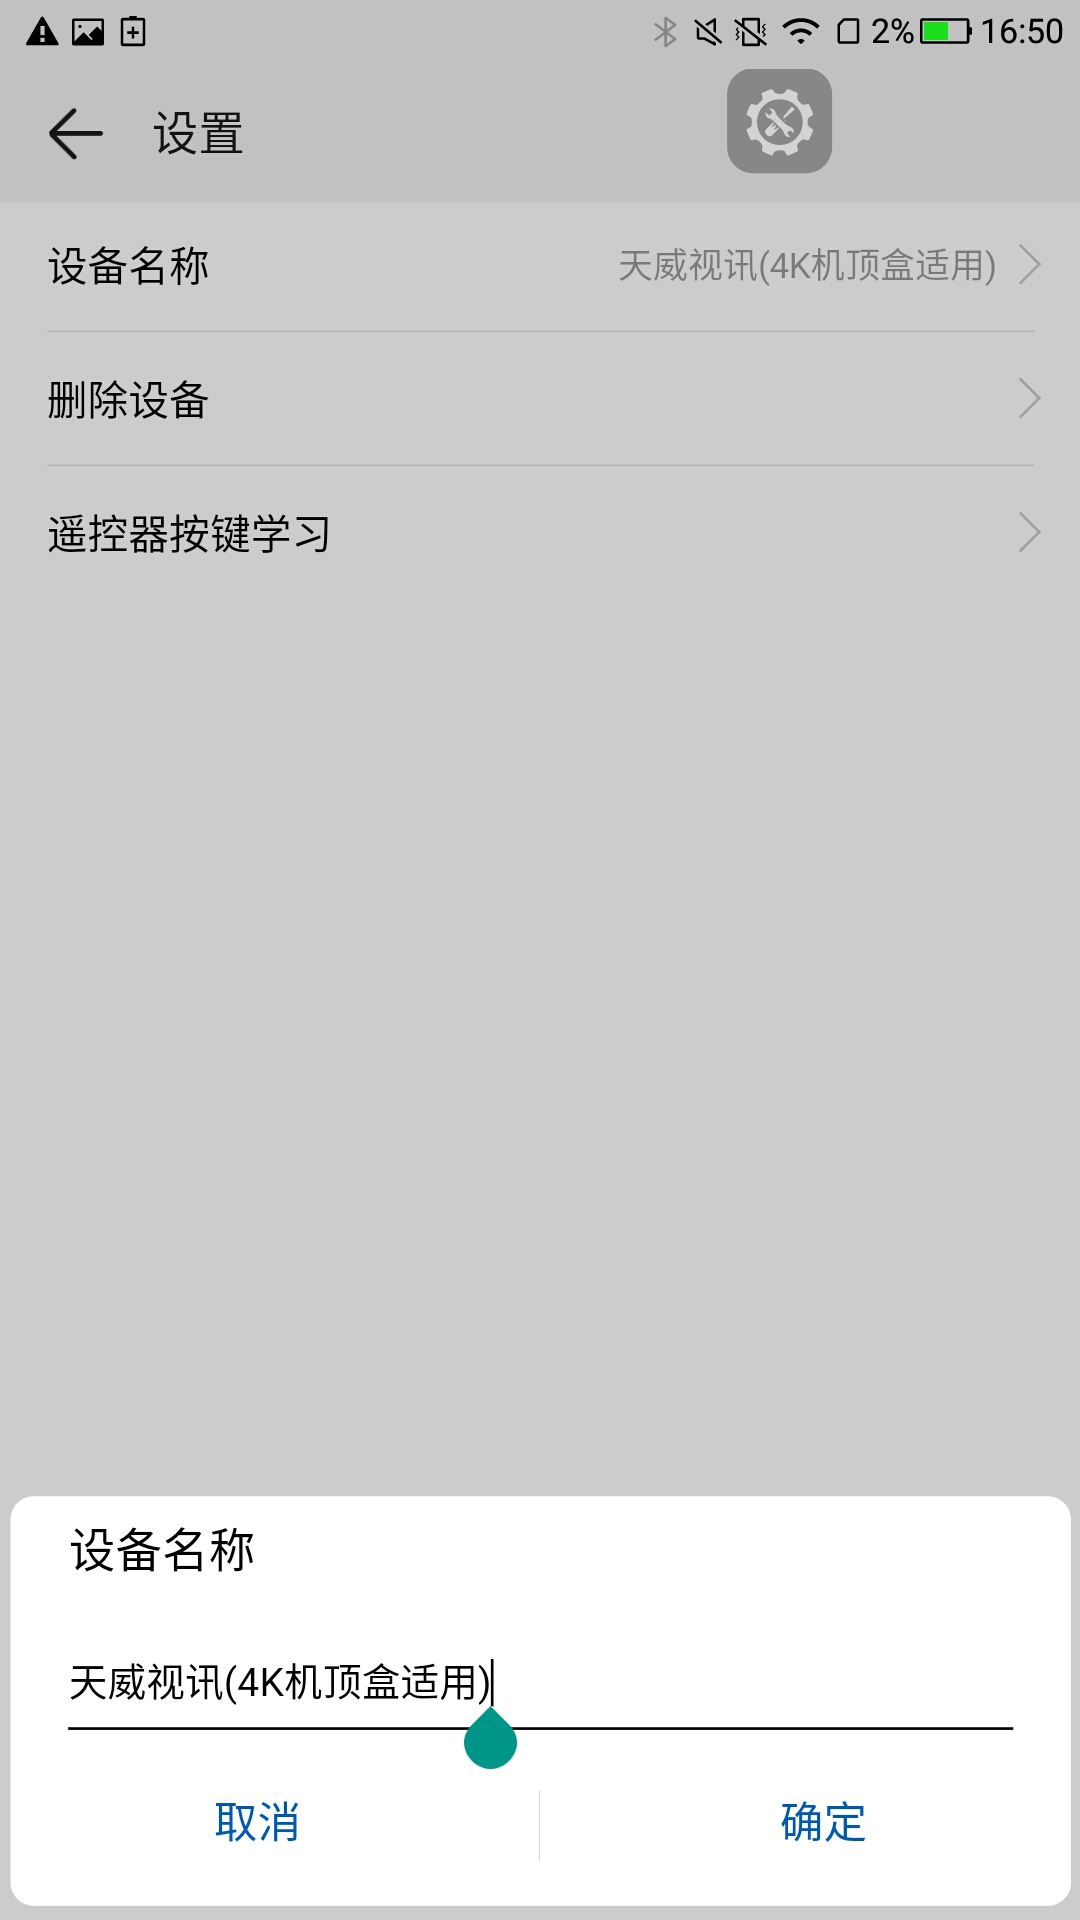 2% 16:50
设置
设备名称 天威视讯(4K机顶盒适用)
删除设备
遥控器按键学习
设备名称
天威视讯(4K机顶盒适用)
取消 确定